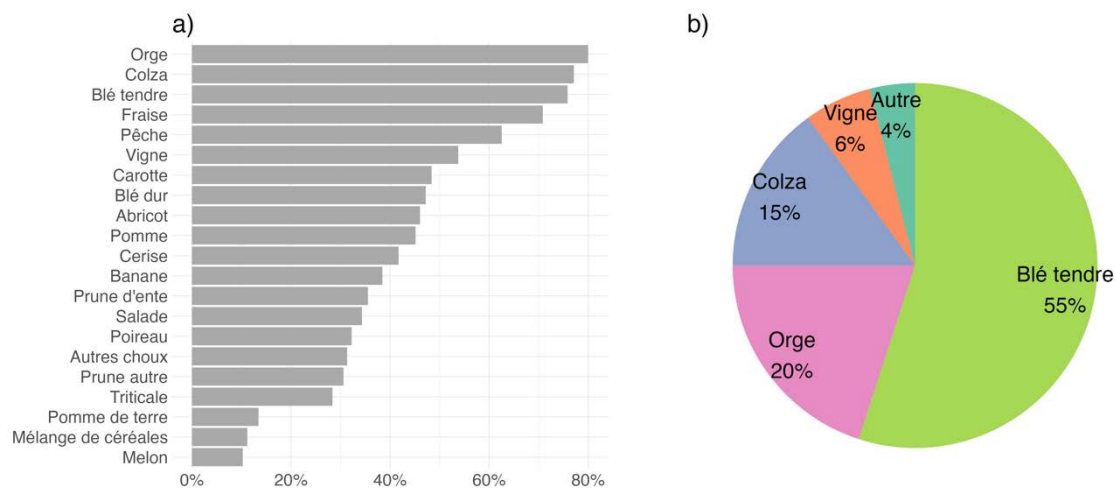 a)
Orge
Colza
Blé tendre
Fraise
Pêche
Vigne
Carotte
Blé dur
Abricot
Pomme
Cerise
Banane
Prune d'ente
Salade
Poireau
Autres choux
Prune autre
Triticale
Pomme de terre
Mélange de céréales
Melon
0% 20% 40% 60% 80%
b)
Autre
4%
Vigne
6%
Colza
15%
Blé tendre
55%
Orge
20%